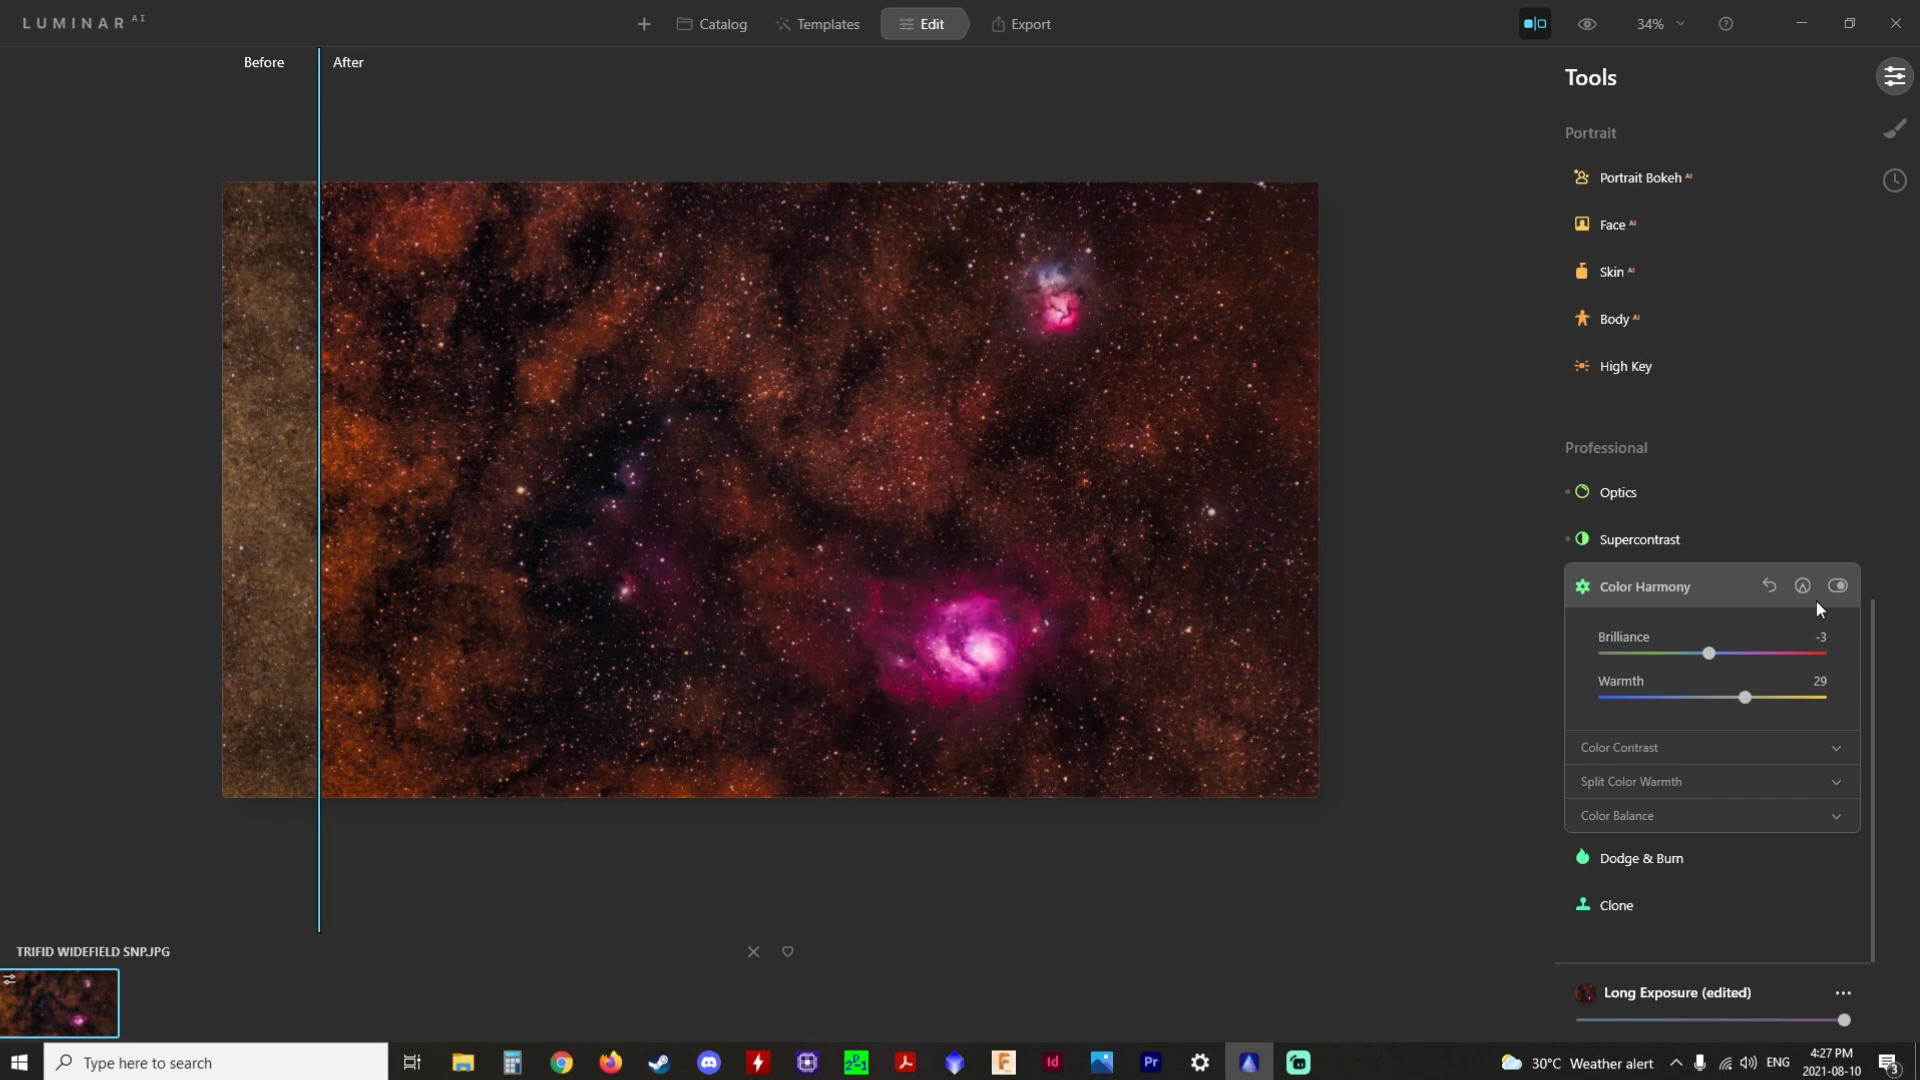 LUMINAR AI
Catalog
Templates
Edit
Export
34%
Before
After
Tools
Portrait
Portrait Bokeh AI
Face AI
Skin AI
Body AI
High Key
Professional
Optics
Supercontrast
Color Harmony
Brilliance -3
Warmth 29
Color Contrast
Split Color Warmth
Color Balance
Dodge & Burn
Clone
TRIFID WIDEFIELD SNP.JPG
Long Exposure (edited)
Type here to search
30°C Weather alert
ENG
4:27 PM
2021-08-10
3